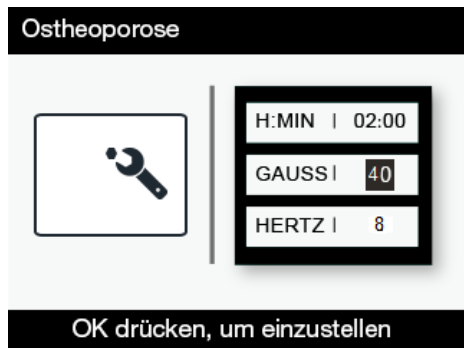 Ostheoporose
H:MIN | 02:00
GAUSS | 40
HERTZ | 8
OK drücken, um einzustellen